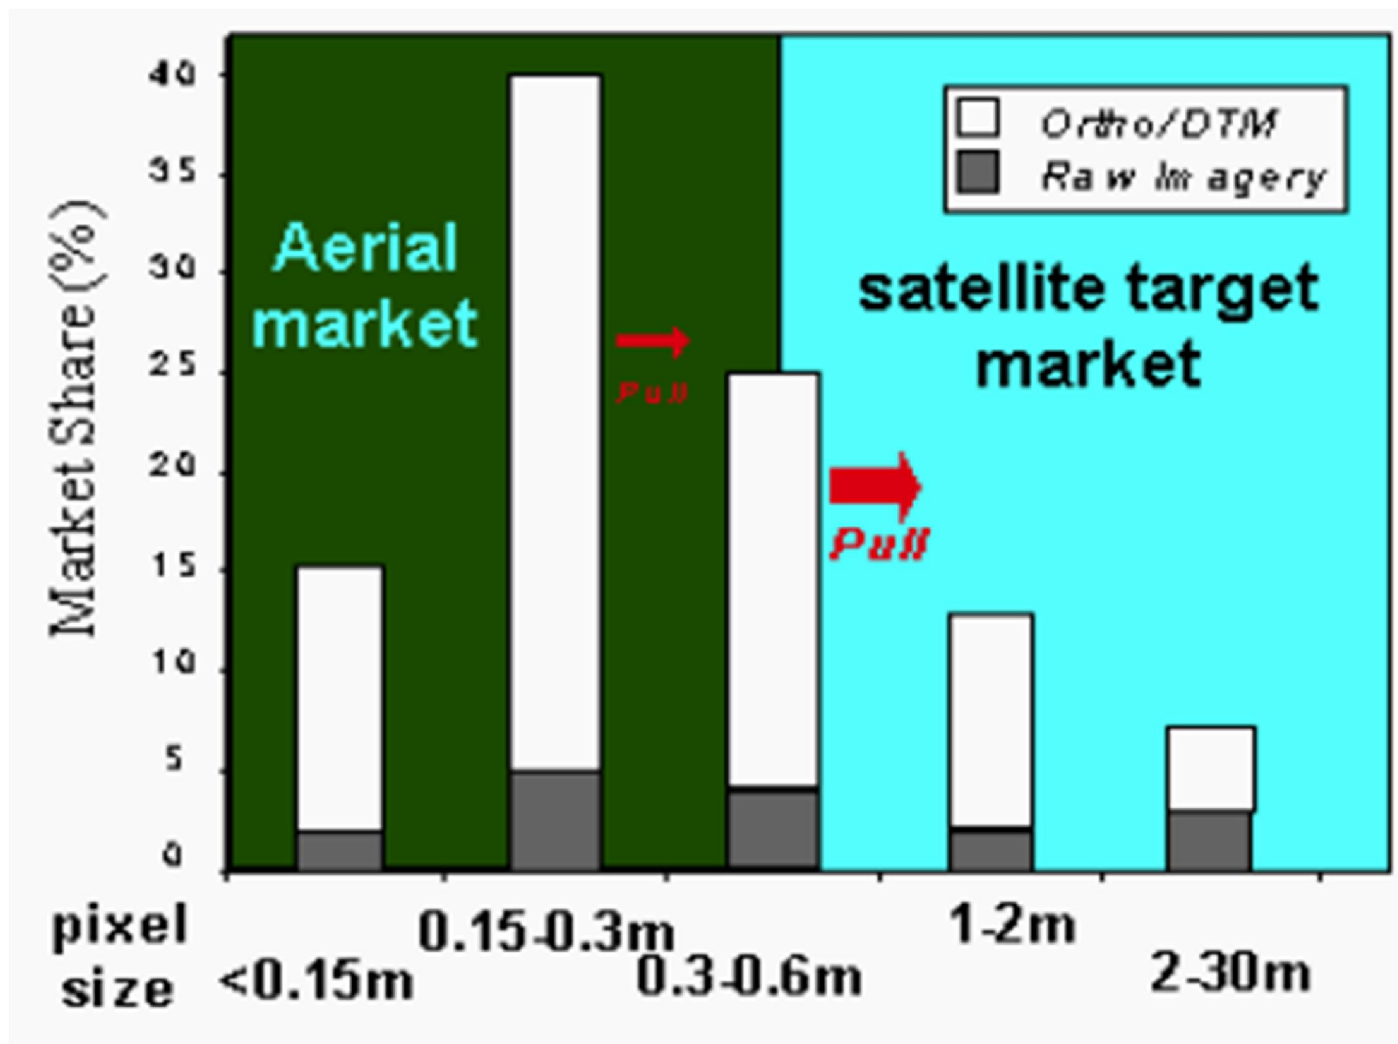 40
35
30
25
20
15
10
5
0
Market Share (%)
Aerial
market
Pull
Pull
Ortho/DTM
Raw Imagery
satellite target
market
pixel
size
<0.15m
0.15-0.3m
0.3-0.6m
1-2m
2-30m